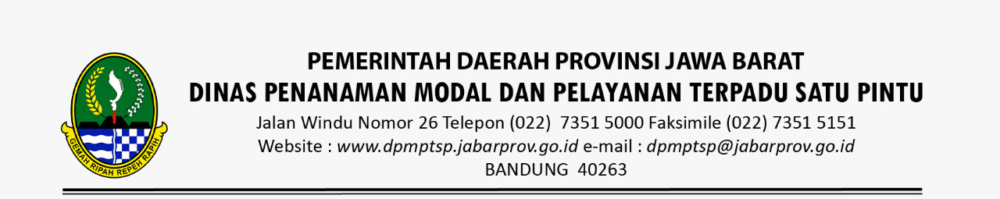 PEMERINTAH DAERAH PROVINSI JAWA BARAT
DINAS PENANAMAN MODAL DAN PELAYANAN TERPADU SATU PINTU
Jalan Windu Nomor 26 Telepon (022)  7351 5000 Faksimile (022) 7351 5151
Website : www.dpmptsp.jabarprov.go.id e-mail : dpmptsp@jabarprov.go.id
BANDUNG  40263
GEMAH RIPAH REPEH RAPIH